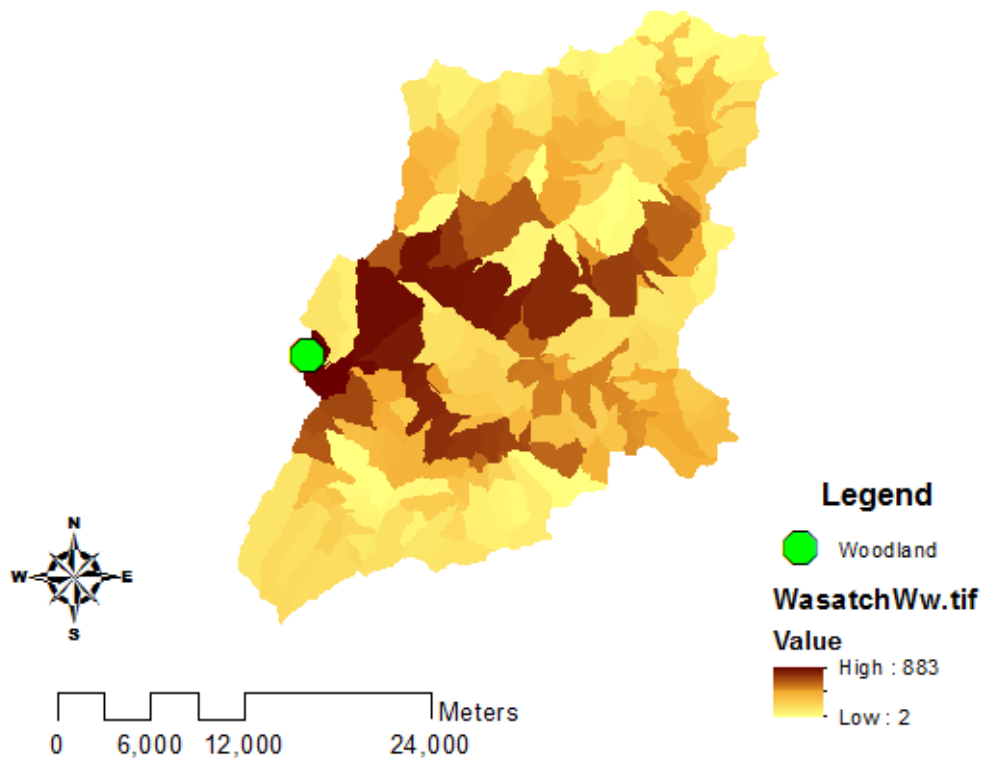 Legend
Woodland
WasatchWw.tif
Value
High : 883
Low : 2
N
W E
S
Meters
0 6,000 12,000 24,000